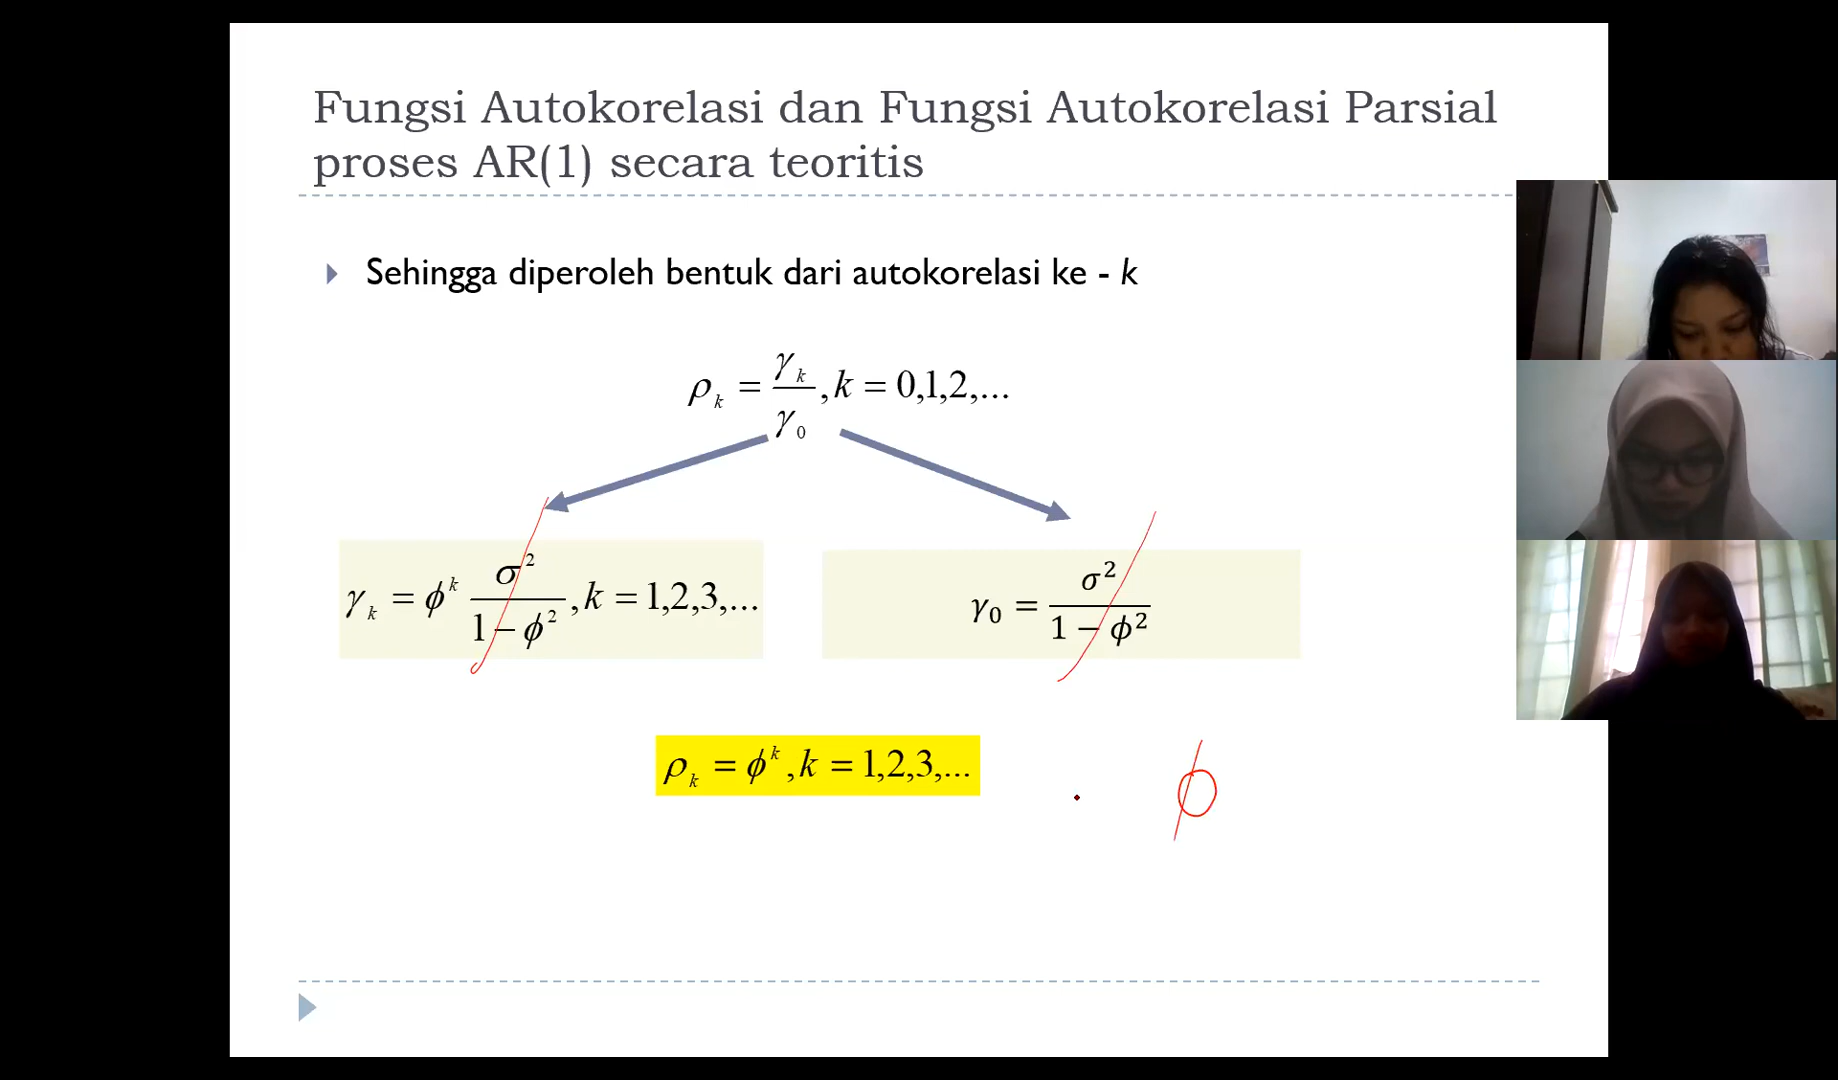 Fungsi Autokorelasi dan Fungsi Autokorelasi Parsial
proses AR(1) secara teoritis
Sehingga diperoleh bentuk dari autokorelasi ke - k
ρ_k = γ_k / γ_0 , k = 0,1,2,...
γ_k = ϕ^k σ^2 / (1 − ϕ^2) , k = 1,2,3,...
γ_0 = σ^2 / (1 − ϕ^2)
ρ_k = ϕ^k , k = 1,2,3,...
ϕ